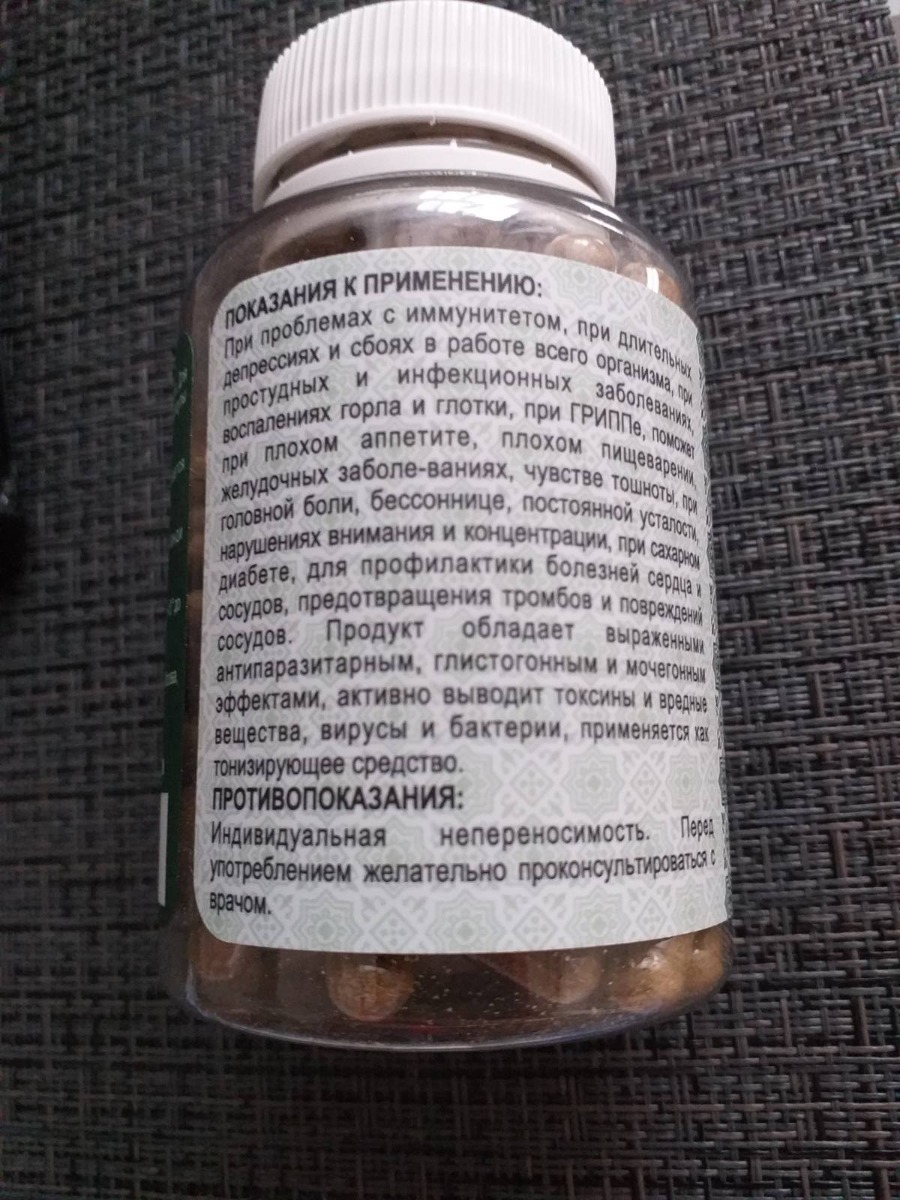 ПОКАЗАНИЯ К ПРИМЕНЕНИЮ:
При проблемах с иммунитетом, при длительных
депрессиях и сбоях в работе всего организма, при
простудных и инфекционных заболеваниях,
воспалениях горла и глотки, при ГРИППе, поможет
при плохом аппетите, плохом пищеварении,
желудочных заболе-ваниях, чувстве тошноты, при
головной боли, бессоннице, постоянной усталости,
нарушениях внимания и концентрации, при сахарном
диабете, для профилактики болезней сердца и
сосудов, предотвращения тромбов и повреждений
сосудов. Продукт обладает выраженными
антипаразитарным, глистогонным и мочегонным
эффектами, активно выводит токсины и вредные
вещества, вирусы и бактерии, применяется как
тонизирующее средство.
ПРОТИВОПОКАЗАНИЯ:
Индивидуальная непереносимость. Перед
употреблением желательно проконсультироваться с
врачом.